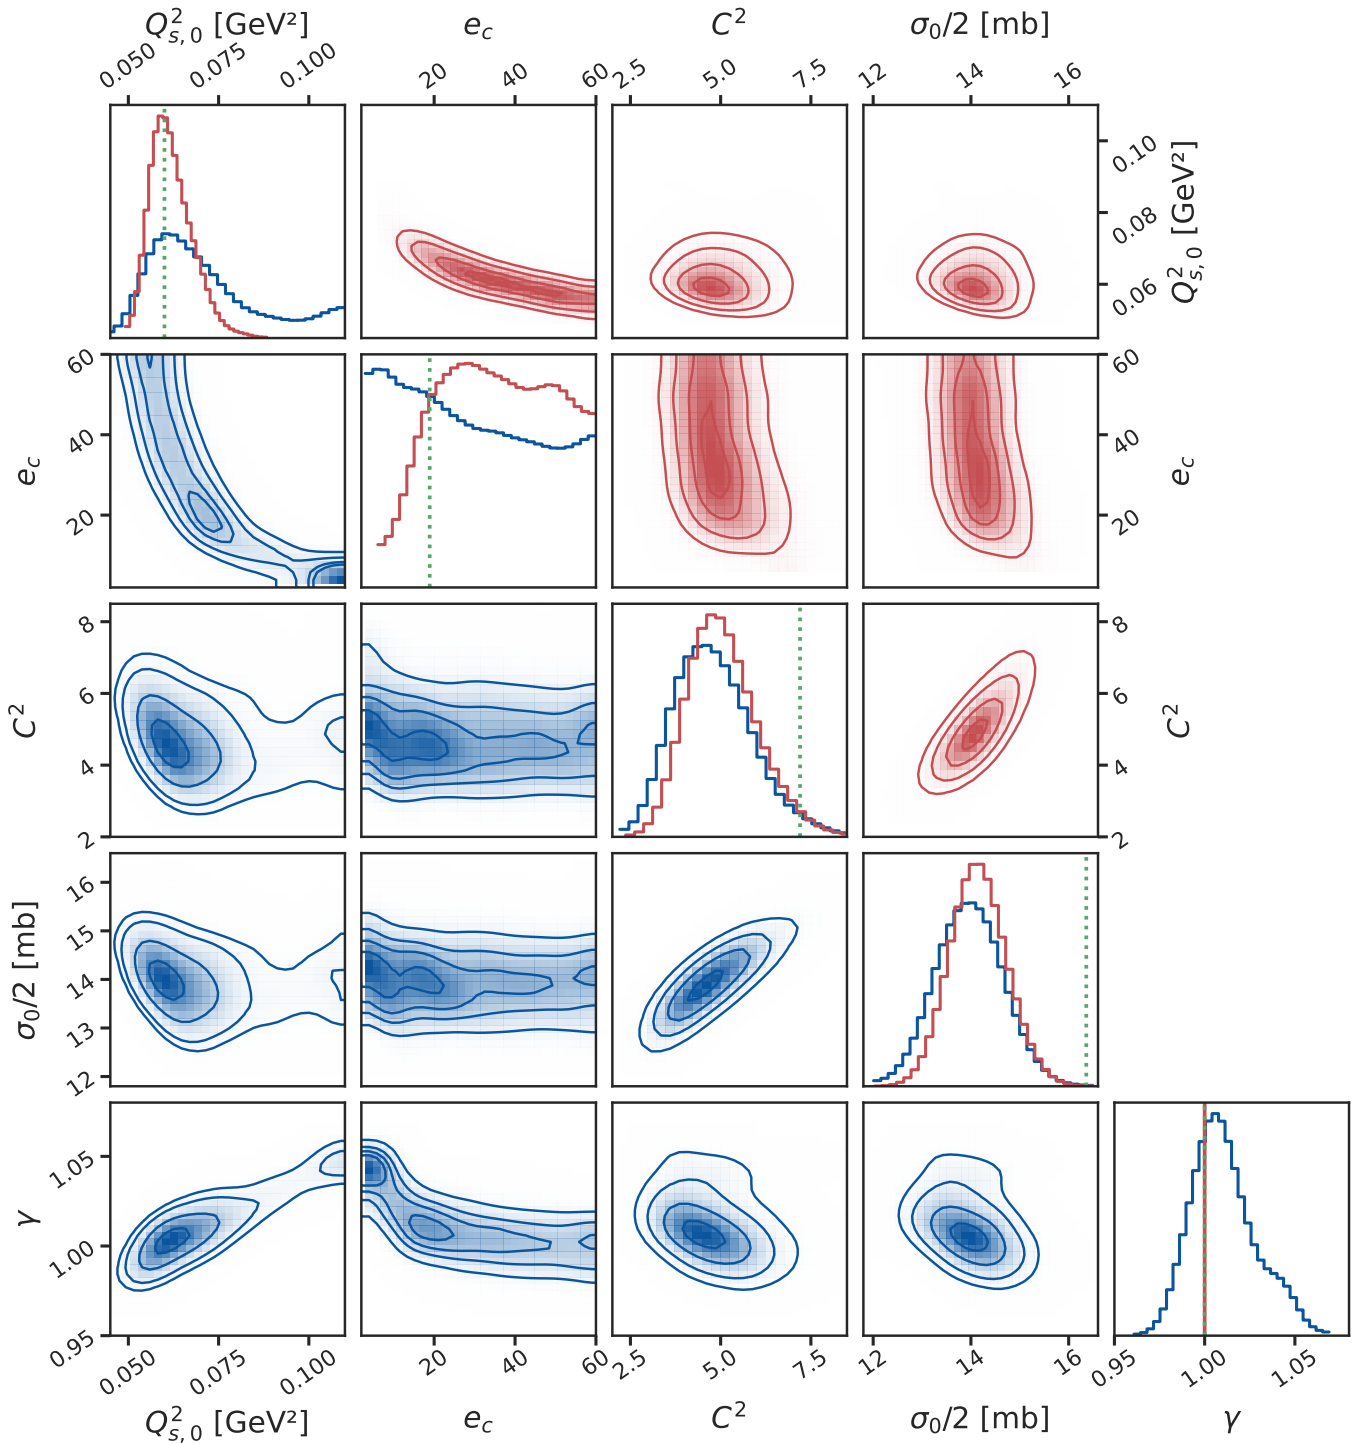 Q²s,0 [GeV²] e_c C² σ₀/2 [mb]
0.050 0.075 0.100 20 40 60 2.5 5.0 7.5 12 14 16
0.10
0.08
0.06
Q²s,0 [GeV²]
60
40
20
e_c
60
40
20
e_c
8
6
4
2
C²
8
6
4
2
C²
16
15
14
13
12
σ₀/2 [mb]
1.05
1.00
0.95
γ
0.050 0.075 0.100 20 40 60 2.5 5.0 7.5 12 14 16 0.95 1.00 1.05
Q²s,0 [GeV²] e_c C² σ₀/2 [mb] γ